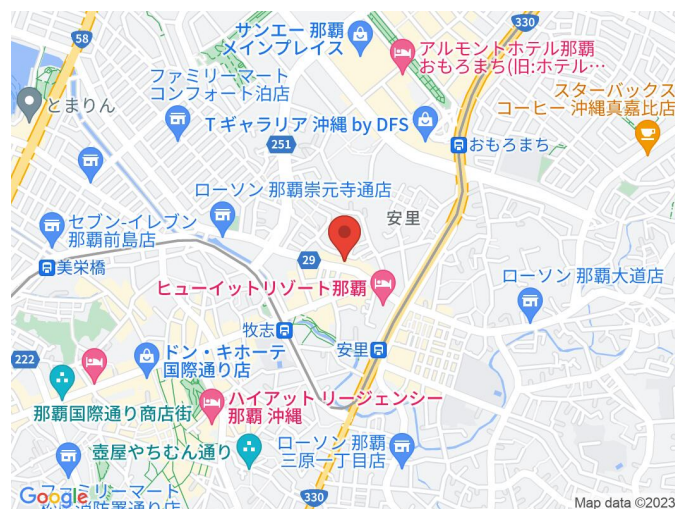 330
58
サンエー 那覇
メインプレイス
アルモントホテル那覇
おもろまち(旧:ホテル…
ファミリーマート
コンフォート泊店
とまりん
スターバックス
コーヒー 沖縄真嘉比店
T ギャラリア 沖縄 by DFS
251
おもろまち
ローソン 那覇崇元寺通店
安里
セブン-イレブン
那覇前島店
29
美栄橋
ヒューイットリゾート那覇
ローソン 那覇大道店
牧志
安里
222
ドン・キホーテ
国際通り店
那覇国際通り商店街
ハイアット リージェンシー
那覇 沖縄
壺屋やちむん通り
ローソン 那覇
三原一丁目店
ファミリーマート
330
Google
Map data ©2023